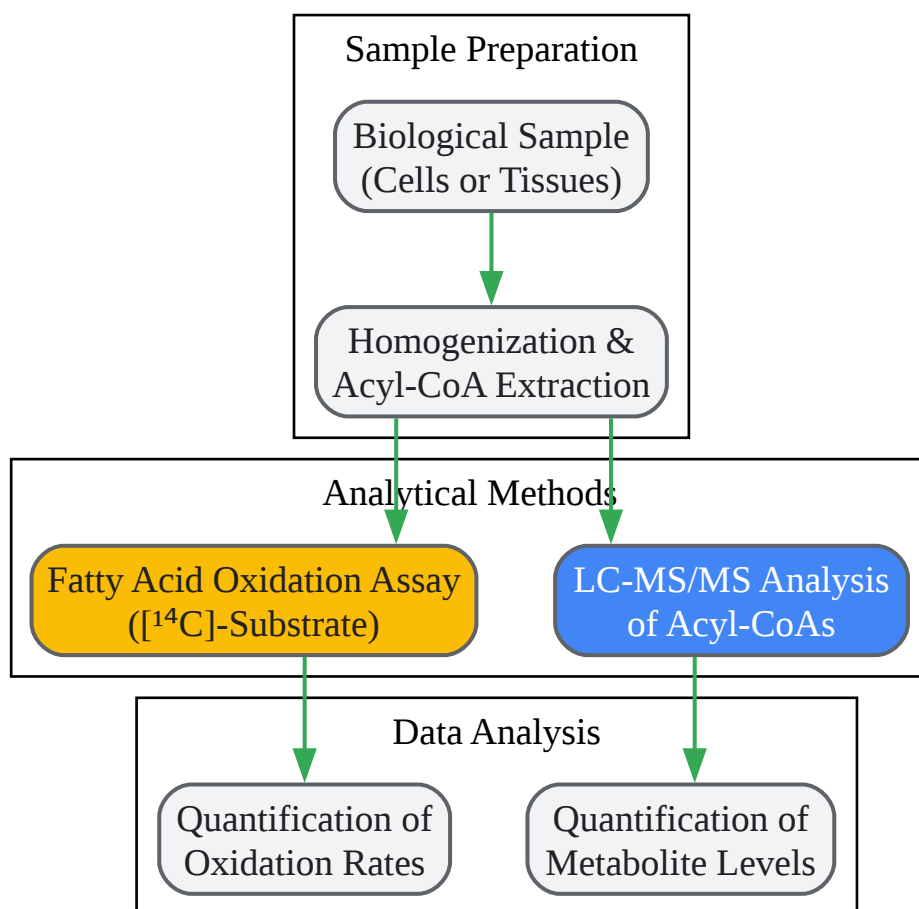 Sample Preparation
Biological Sample
(Cells or Tissues)
Homogenization &
Acyl-CoA Extraction
Analytical Methods
Fatty Acid Oxidation Assay
([¹⁴C]-Substrate)
LC-MS/MS Analysis
of Acyl-CoAs
Data Analysis
Quantification of
Oxidation Rates
Quantification of
Metabolite Levels